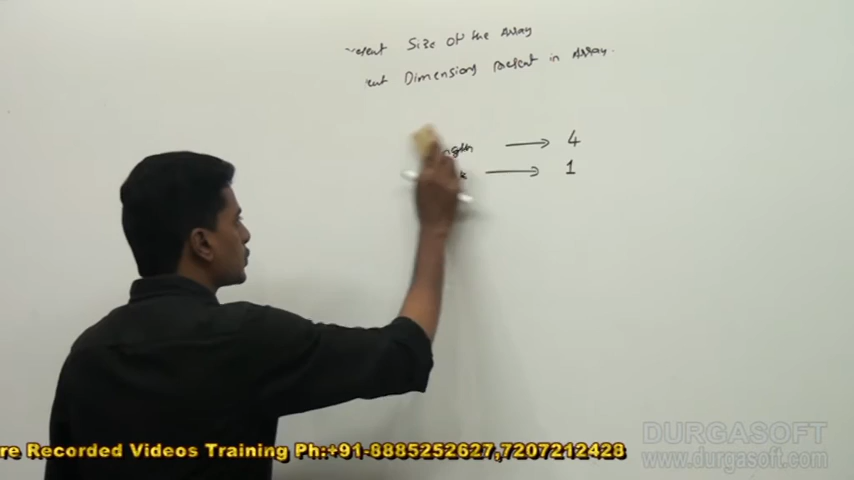 Size of the Array
Dimensions Present in Array.
→ 4
→ 1
re Recorded Videos Training Ph:+91-8885252627,7207212428
DURGASOFT
www.durgasoft.com